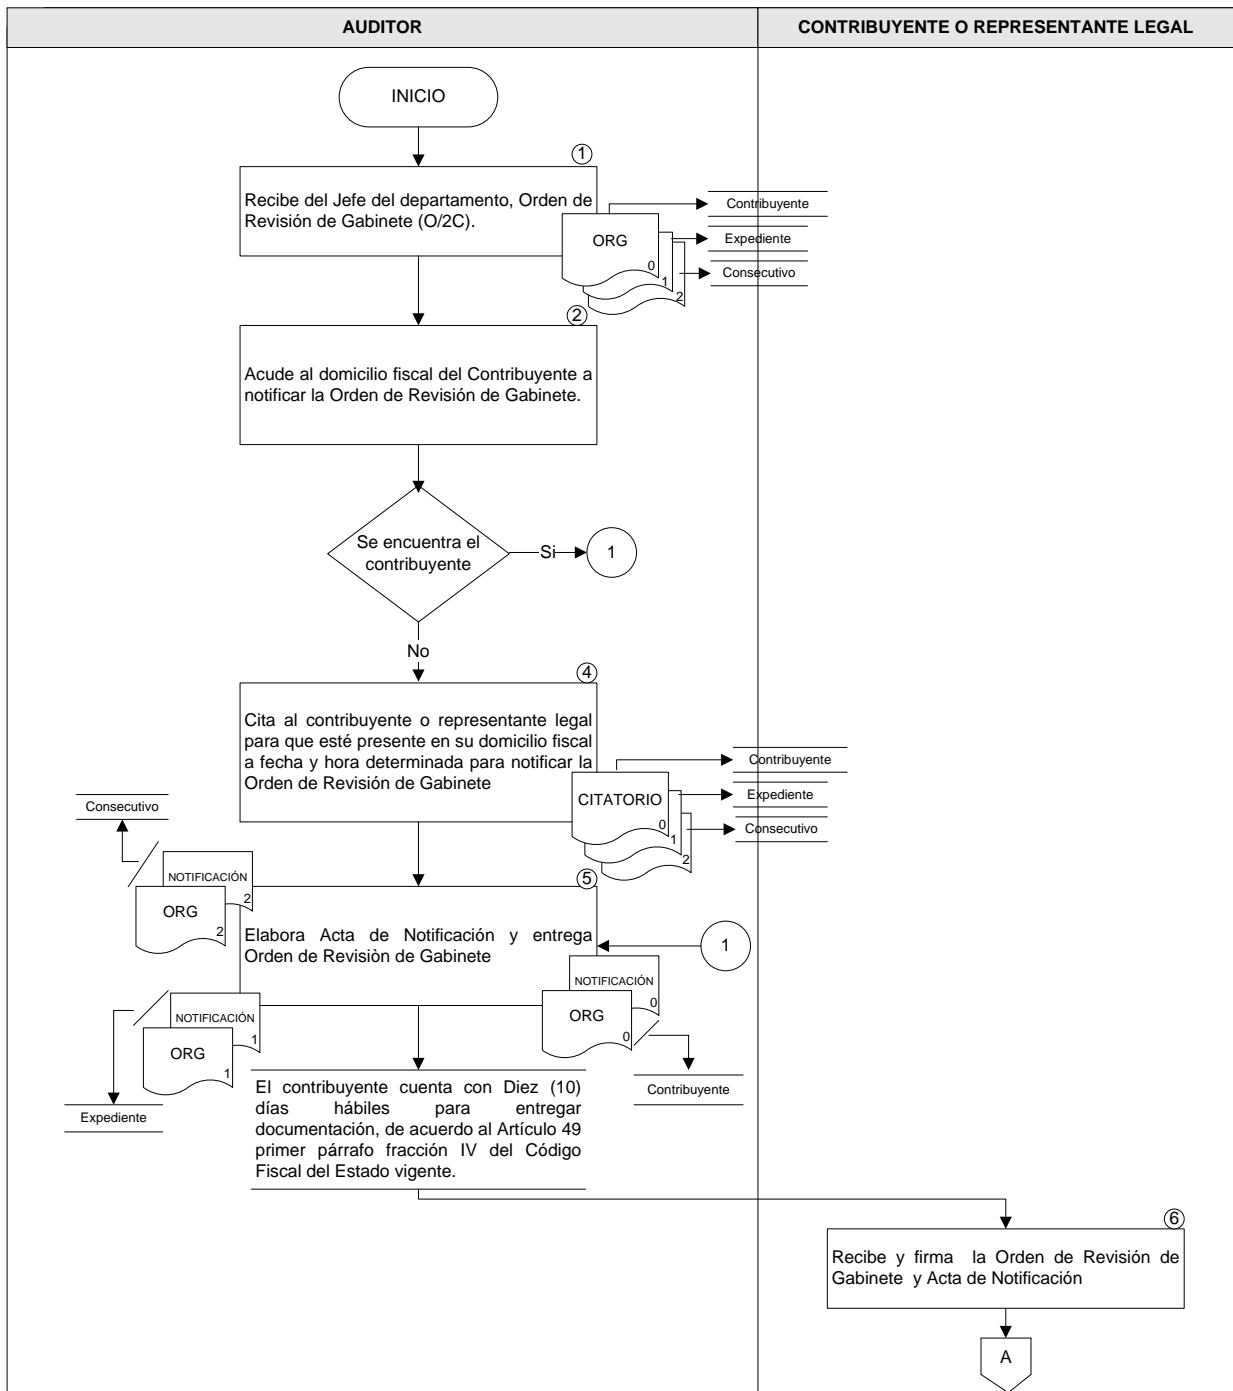 AUDITOR
CONTRIBUYENTE O REPRESENTANTE LEGAL
INICIO
1
Recibe del Jefe del departamento, Orden de
Revisión de Gabinete (O/2C).
ORG
0
1
2
Contribuyente
Expediente
Consecutivo
2
Acude al domicilio fiscal del Contribuyente a
notificar la Orden de Revisión de Gabinete.
Se encuentra el
contribuyente
Si
1
No
4
Cita al contribuyente o representante legal
para que esté presente en su domicilio fiscal
a fecha y hora determinada para notificar la
Orden de Revisión de Gabinete
CITATORIO
0
1
2
Contribuyente
Expediente
Consecutivo
Consecutivo
NOTIFICACIÓN
2
ORG
2
5
Elabora Acta de Notificación y entrega
Orden de Revisiòn de Gabinete
1
NOTIFICACIÓN
0
ORG
0
Contribuyente
NOTIFICACIÓN
1
ORG
1
Expediente
El contribuyente cuenta con Diez (10)
días hábiles para entregar
documentación, de acuerdo al Artículo 49
primer párrafo fracción IV del Código
Fiscal del Estado vigente.
6
Recibe y firma la Orden de Revisión de
Gabinete y Acta de Notificación
A